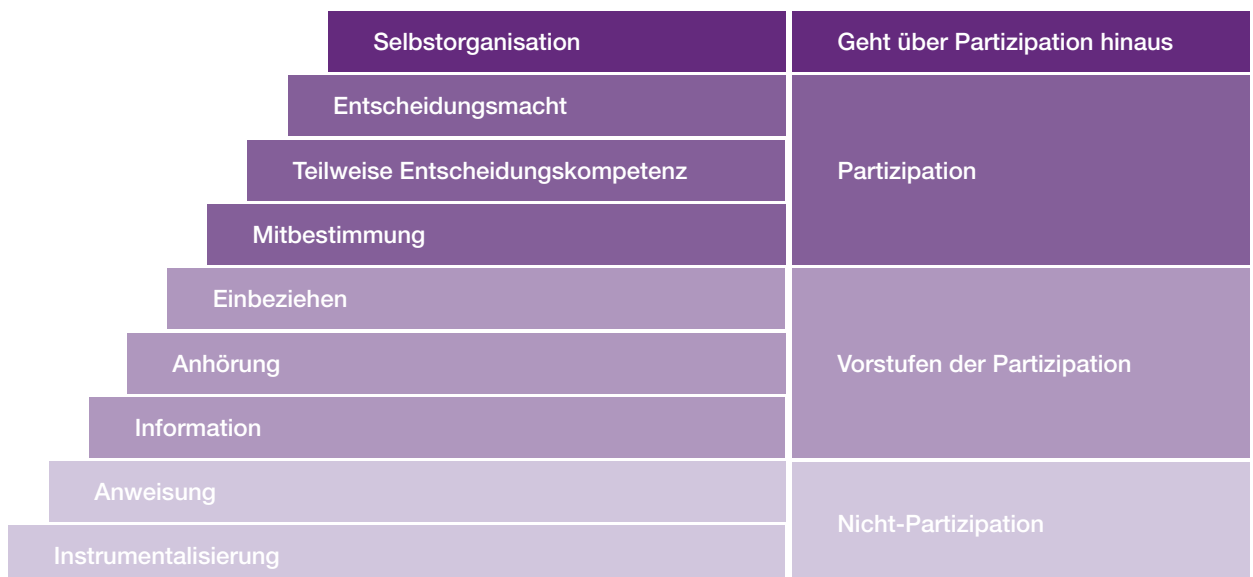 Selbstorganisation
Geht über Partizipation hinaus
Entscheidungsmacht
Teilweise Entscheidungskompetenz
Partizipation
Mitbestimmung
Einbeziehen
Anhörung
Vorstufen der Partizipation
Information
Anweisung
Nicht-Partizipation
Instrumentalisierung